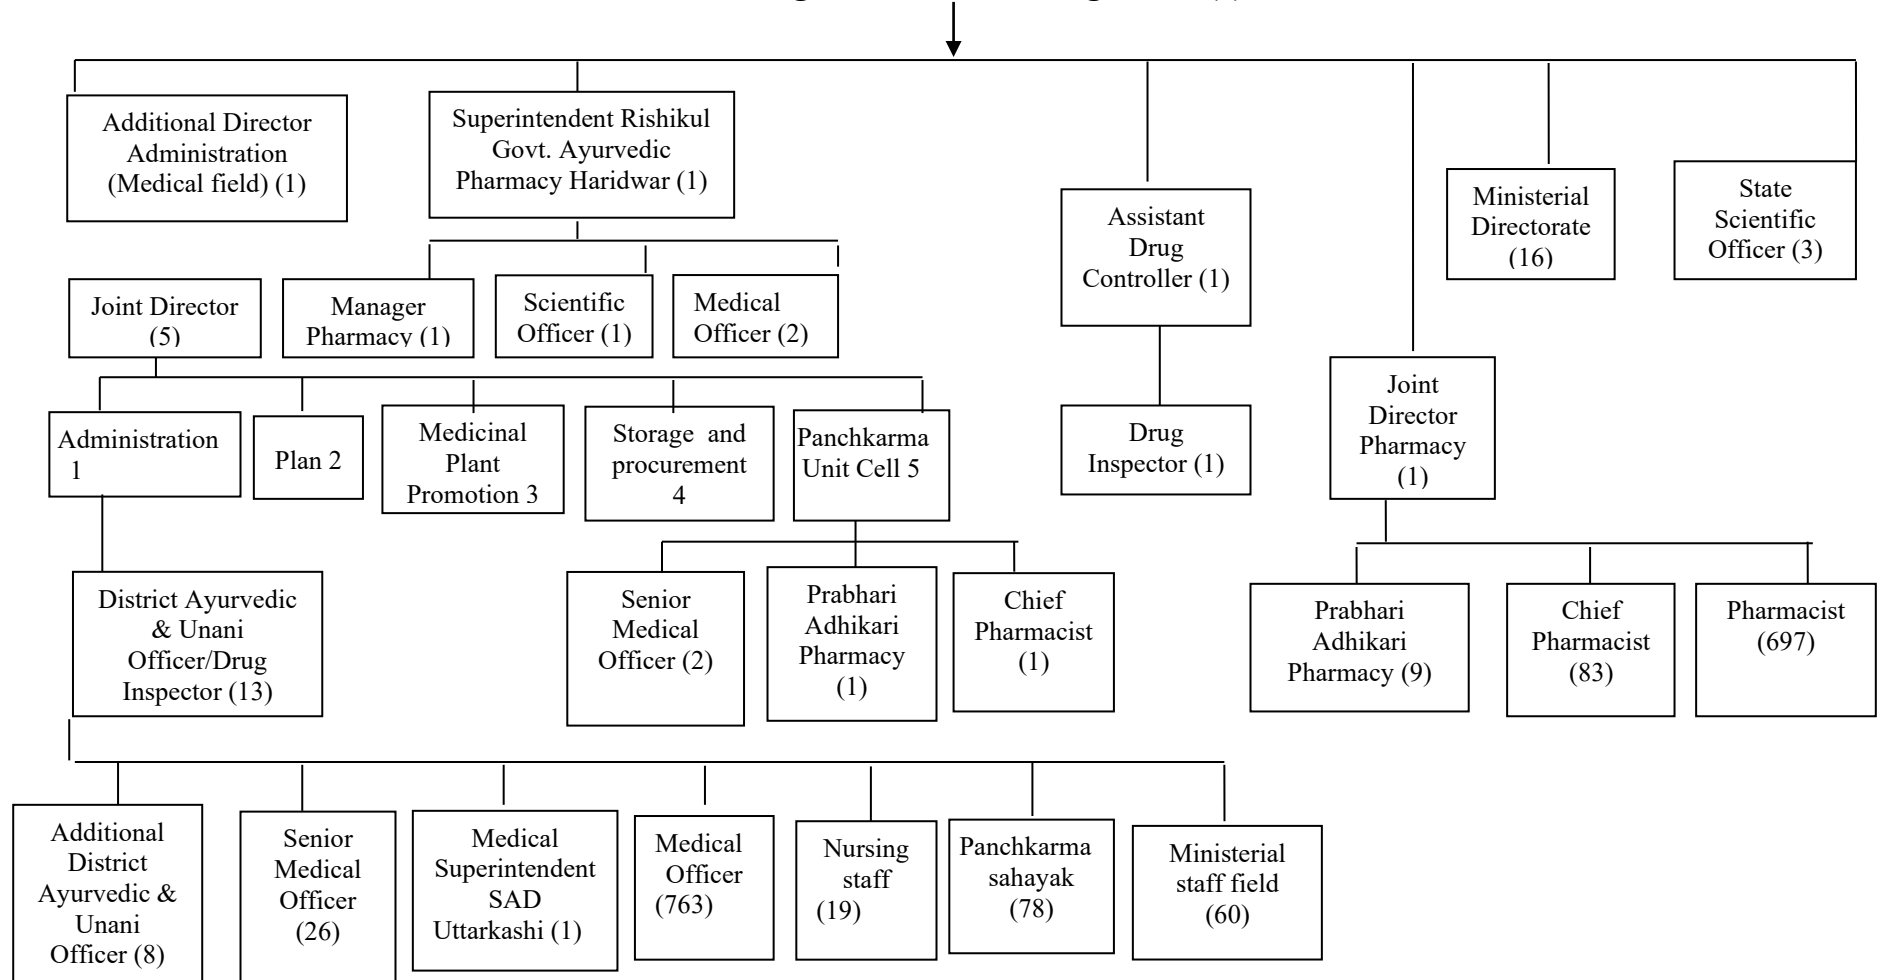 Additional Director
Administration
(Medical field) (1)
Superintendent Rishikul
Govt. Ayurvedic
Pharmacy Haridwar (1)
Assistant
Drug
Controller (1)
Ministerial
Directorate
(16)
State
Scientific
Officer (3)
Joint Director
(5)
Manager
Pharmacy (1)
Scientific
Officer (1)
Medical
Officer (2)
Joint
Director
Pharmacy
(1)
Administration
1
Plan 2
Medicinal
Plant
Promotion 3
Storage and
procurement
4
Panchkarma
Unit Cell 5
Drug
Inspector (1)
District Ayurvedic
& Unani
Officer/Drug
Inspector (13)
Senior
Medical
Officer (2)
Prabhari
Adhikari
Pharmacy
(1)
Chief
Pharmacist
(1)
Prabhari
Adhikari
Pharmacy (9)
Chief
Pharmacist
(83)
Pharmacist
(697)
Additional
District
Ayurvedic &
Unani
Officer (8)
Senior
Medical
Officer
(26)
Medical
Superintendent
SAD
Uttarkashi (1)
Medical
Officer
(763)
Nursing
staff
(19)
Panchkarma
sahayak
(78)
Ministerial
staff field
(60)